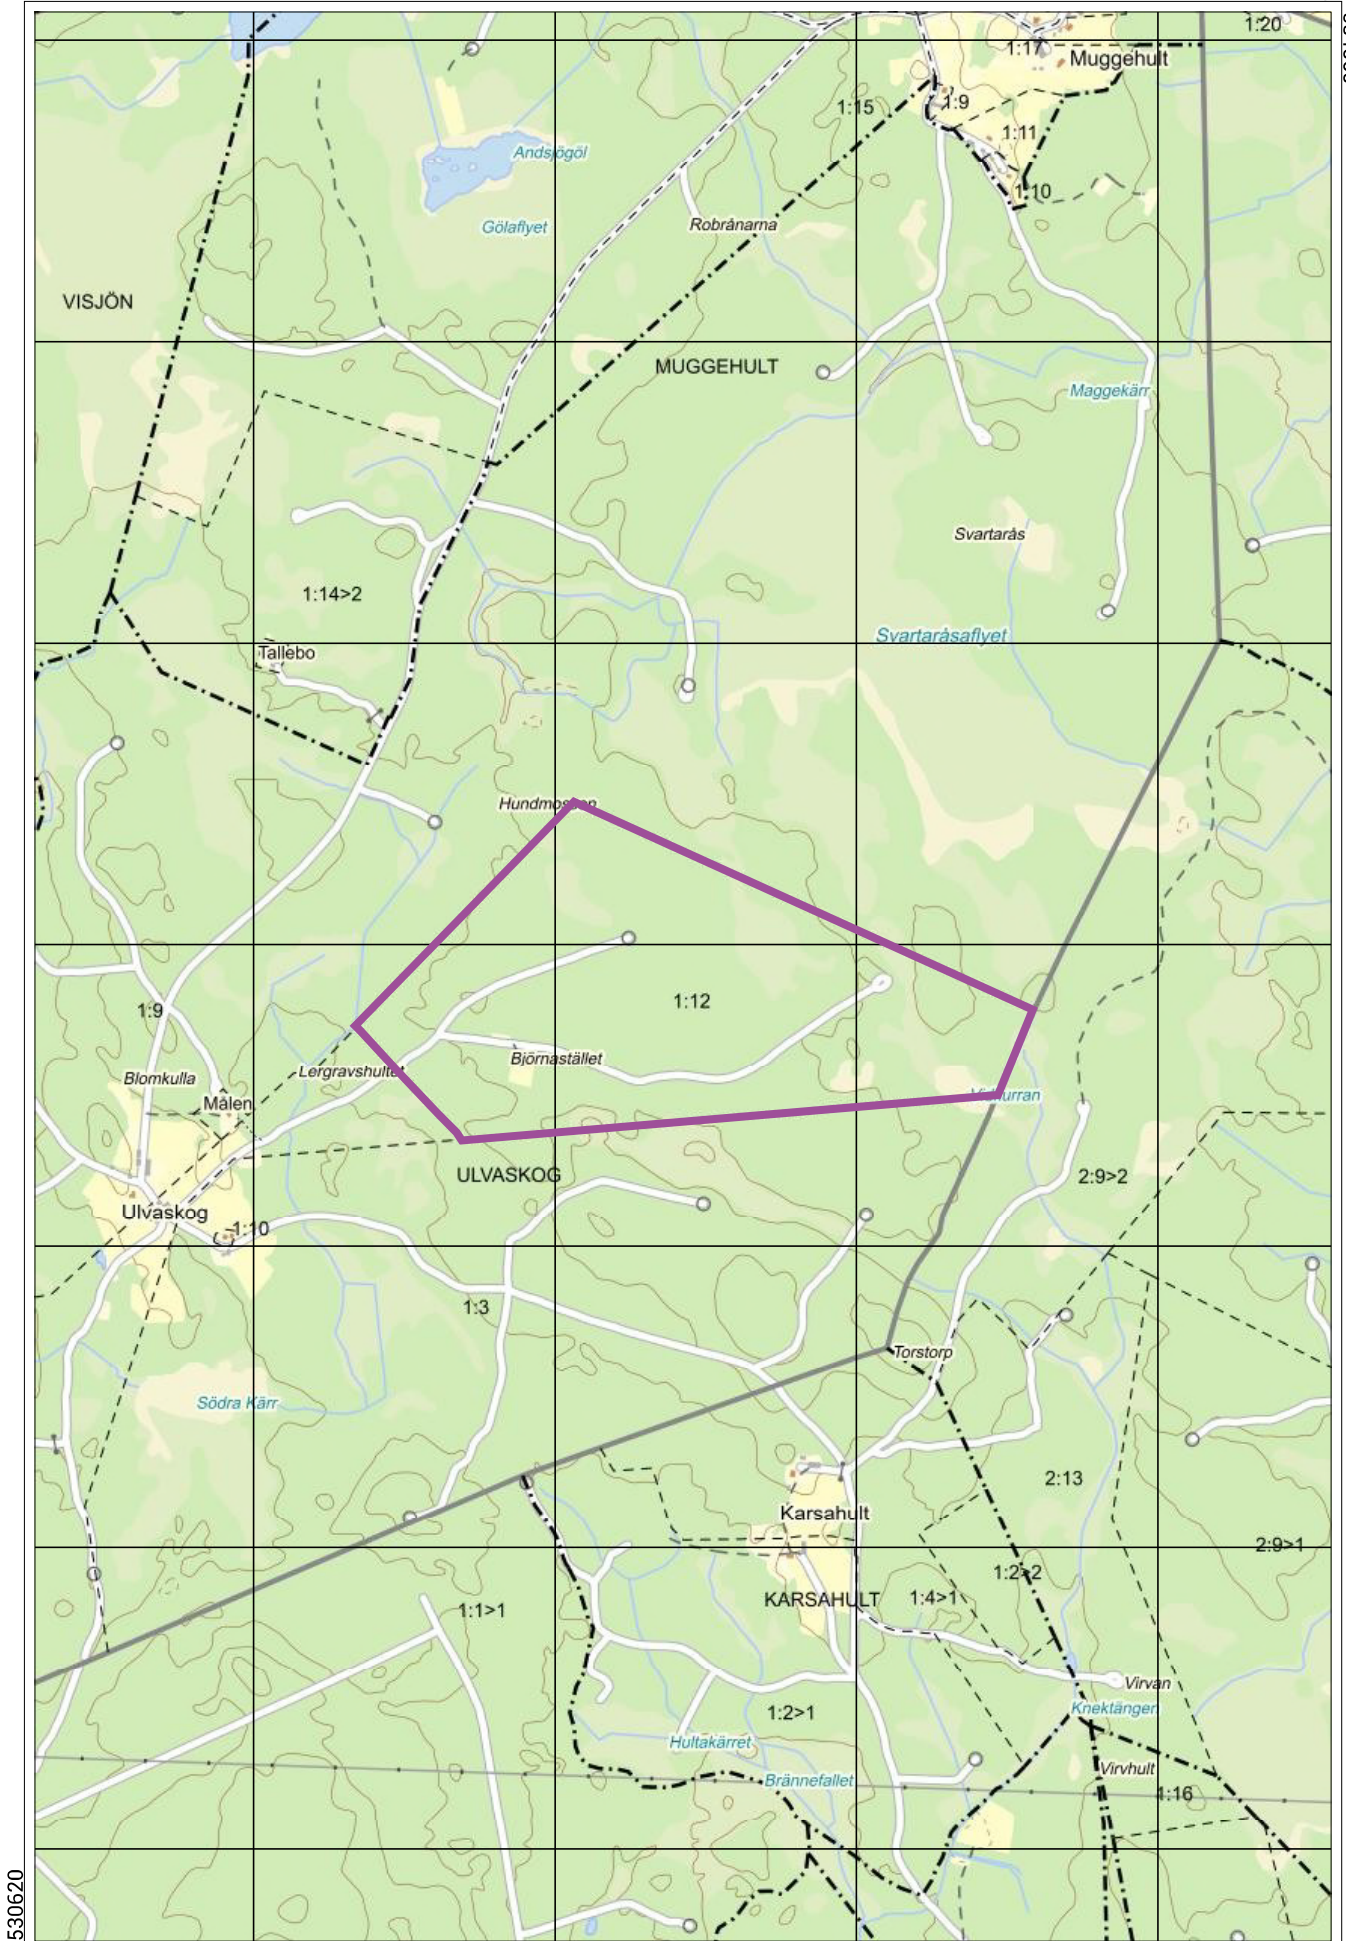 1:20
1:17
Muggehult
1:15
1:9
1:11
Andsjögöl
1:10
Gölaflyet
Robrånarna
VISJÖN
MUGGEHULT
Maggekärr
Svartarås
1:14>2
Svartaråsaflyet
Tallebo
Hundmossen
1:12
1:9
Björnastället
Lergravshultet
Blomkulla
Målen
Vidkurran
ULVASKOG
2:9>2
Ulvaskog
1:10
1:3
Torstorp
Södra Kärr
2:13
Karsahult
2:9>1
1:2>2
KARSAHULT
1:4>1
1:1>1
Virvan
1:2>1
Knektängen
Hultakärret
Virvhult
Brännefallet
1:16
530620